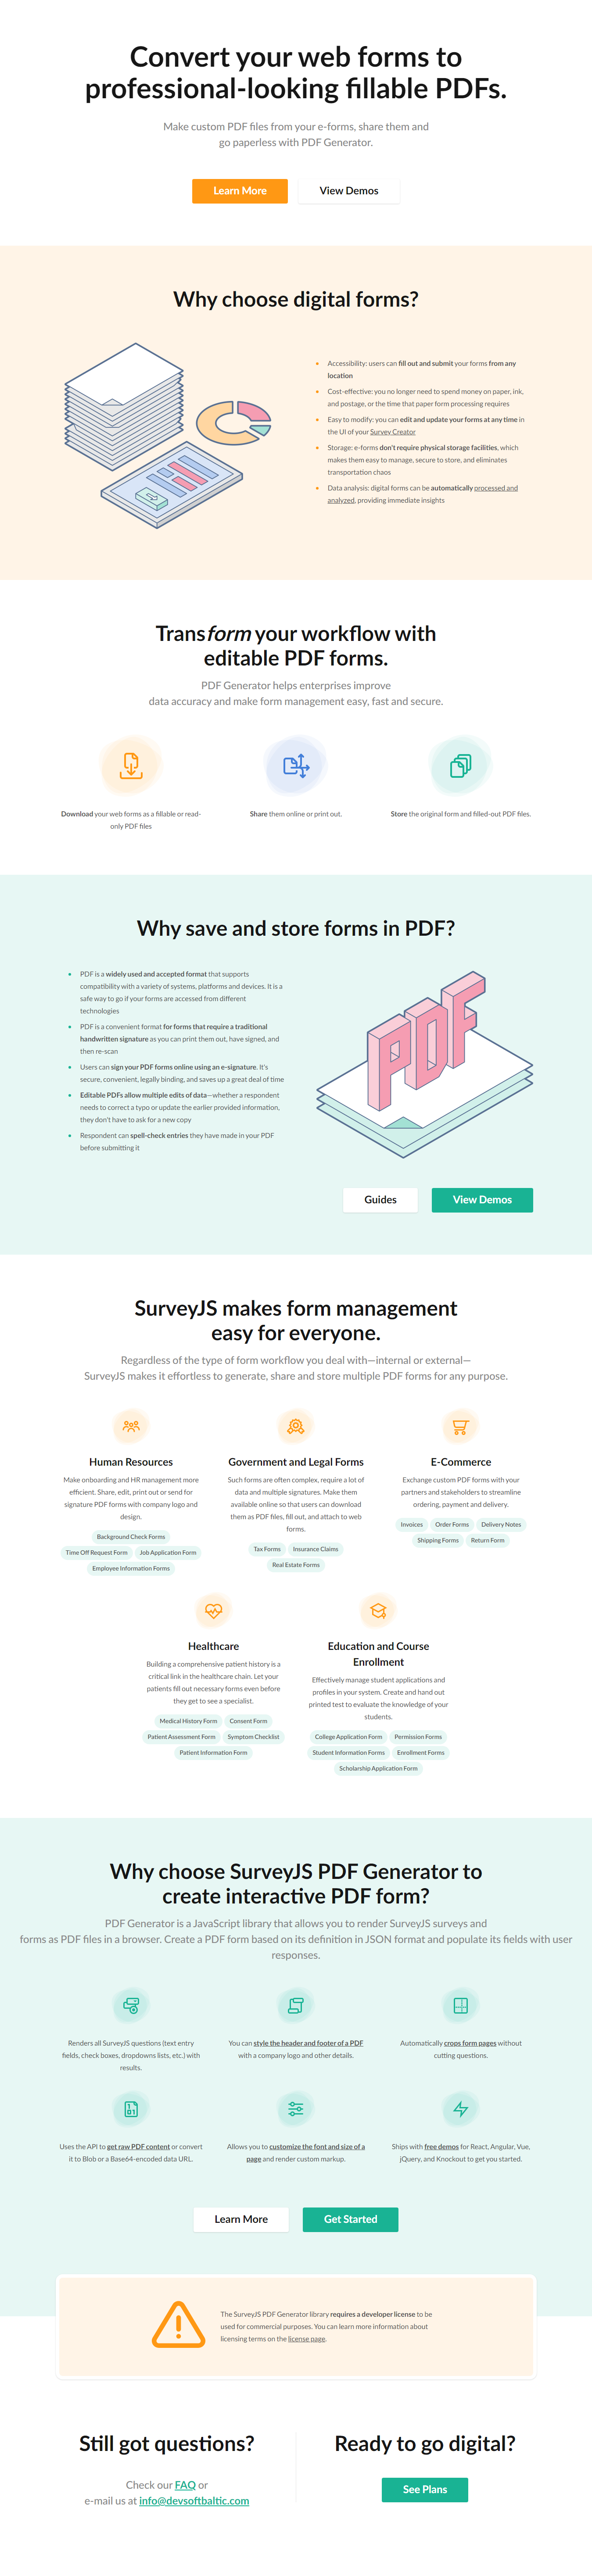 Convert your web forms to
professional-looking fillable PDFs.
Make custom PDF files from your e-forms, share them and
go paperless with PDF Generator.
Learn More
View Demos
Why choose digital forms?
Accessibility: users can fill out and submit your forms from any
location
Cost-effective: you no longer need to spend money on paper, ink,
and postage, or the time that paper form processing requires
Easy to modify: you can edit and update your forms at any time in
the UI of your Survey Creator
Storage: e-forms don't require physical storage facilities, which
makes them easy to manage, secure to store, and eliminates
transportation chaos
Data analysis: digital forms can be automatically processed and
analyzed, providing immediate insights
Transform your workflow with
editable PDF forms.
PDF Generator helps enterprises improve
data accuracy and make form management easy, fast and secure.
Download your web forms as a fillable or read-
only PDF files
Share them online or print out.
Store the original form and filled-out PDF files.
Why save and store forms in PDF?
PDF is a widely used and accepted format that supports
compatibility with a variety of systems, platforms and devices. It is a
safe way to go if your forms are accessed from different
technologies
PDF is a convenient format for forms that require a traditional
handwritten signature as you can print them out, have signed, and
then re-scan
Users can sign your PDF forms online using an e-signature. It's
secure, convenient, legally binding, and saves up a great deal of time
Editable PDFs allow multiple edits of data—whether a respondent
needs to correct a typo or update the earlier provided information,
they don't have to ask for a new copy
Respondent can spell-check entries they have made in your PDF
before submitting it
PDF
Guides
View Demos
SurveyJS makes form management
easy for everyone.
Regardless of the type of form workflow you deal with—internal or external—
SurveyJS makes it effortless to generate, share and store multiple PDF forms for any purpose.
Human Resources
Make onboarding and HR management more
efficient. Share, edit, print out or send for
signature PDF forms with company logo and
design.
Background Check Forms
Time Off Request Form
Job Application Form
Employee Information Forms
Government and Legal Forms
Such forms are often complex, require a lot of
data and multiple signatures. Make them
available online so that users can download
them as PDF files, fill out, and attach to web
forms.
Tax Forms
Insurance Claims
Real Estate Forms
E-Commerce
Exchange custom PDF forms with your
partners and stakeholders to streamline
ordering, payment and delivery.
Invoices
Order Forms
Delivery Notes
Shipping Forms
Return Form
Healthcare
Building a comprehensive patient history is a
critical link in the healthcare chain. Let your
patients fill out necessary forms even before
they get to see a specialist.
Medical History Form
Consent Form
Patient Assessment Form
Symptom Checklist
Patient Information Form
Education and Course
Enrollment
Effectively manage student applications and
profiles in your system. Create and hand out
printed test to evaluate the knowledge of your
students.
College Application Form
Permission Forms
Student Information Forms
Enrollment Forms
Scholarship Application Form
Why choose SurveyJS PDF Generator to
create interactive PDF form?
PDF Generator is a JavaScript library that allows you to render SurveyJS surveys and
forms as PDF files in a browser. Create a PDF form based on its definition in JSON format and populate its fields with user
responses.
Renders all SurveyJS questions (text entry
fields, check boxes, dropdowns lists, etc.) with
results.
You can style the header and footer of a PDF
with a company logo and other details.
Automatically crops form pages without
cutting questions.
Uses the API to get raw PDF content or convert
it to Blob or a Base64-encoded data URL.
Allows you to customize the font and size of a
page and render custom markup.
Ships with free demos for React, Angular, Vue,
jQuery, and Knockout to get you started.
Learn More
Get Started
The SurveyJS PDF Generator library requires a developer license to be
used for commercial purposes. You can learn more information about
licensing terms on the license page.
Still got questions?
Check our FAQ or
e-mail us at info@devsoftbaltic.com
Ready to go digital?
See Plans